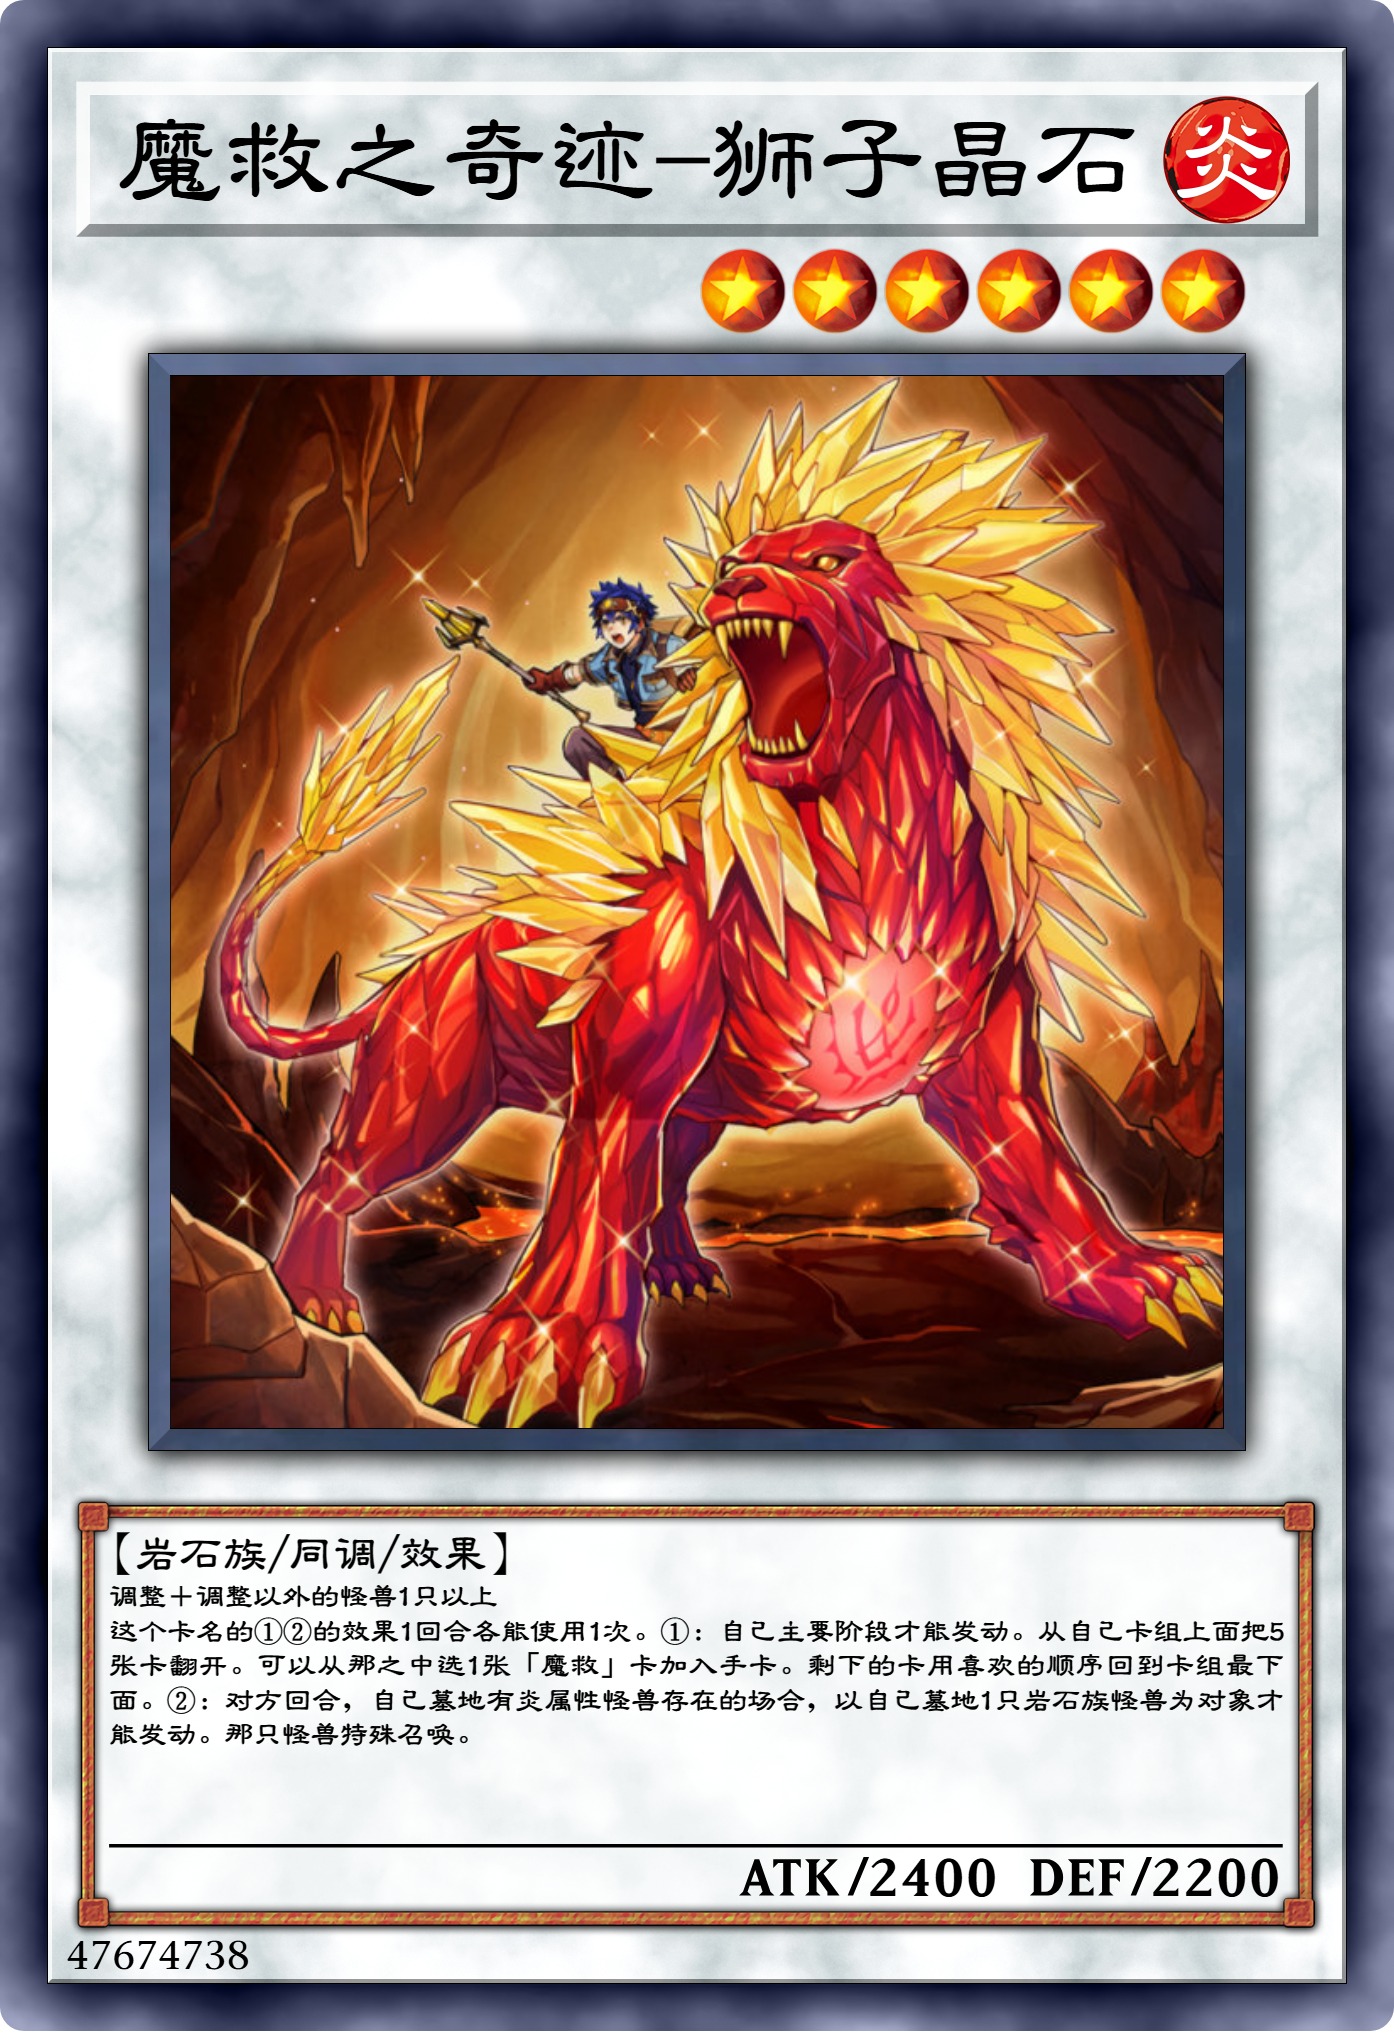 魔救之奇迹-狮子晶石 炎
【岩石族/同调/效果】
调整＋调整以外的怪兽1只以上
这个卡名的①②的效果1回合各能使用1次。①：自己主要阶段才能发动。从自己卡组上面把5
张卡翻开。可以从那之中选1张「魔救」卡加入手卡。剩下的卡用喜欢的顺序回到卡组最下
面。②：对方回合，自己墓地有炎属性怪兽存在的场合，以自己墓地1只岩石族怪兽为对象才
能发动。那只怪兽特殊召唤。
ATK/2400 DEF/2200
47674738